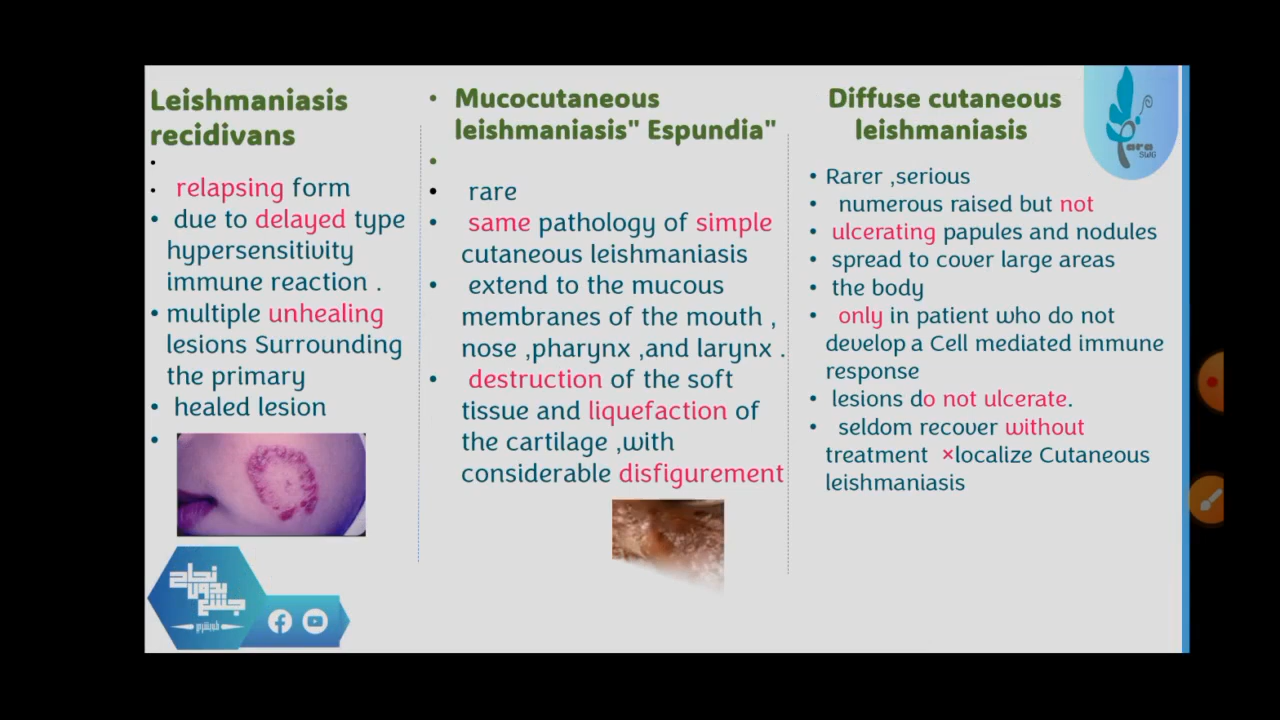 Leishmaniasis
recidivans
•
• relapsing form
• due to delayed type
hypersensitivity
immune reaction .
• multiple unhealing
lesions Surrounding
the primary
• healed lesion
•
• Mucocutaneous
leishmaniasis" Espundia"
•
• rare
• same pathology of simple
cutaneous leishmaniasis
• extend to the mucous
membranes of the mouth ,
nose ,pharynx ,and larynx .
• destruction of the soft
tissue and liquefaction of
the cartilage ,with
considerable disfigurement
Diffuse cutaneous
leishmaniasis
• Rarer ,serious
• numerous raised but not
• ulcerating papules and nodules
• spread to cover large areas
• the body
• only in patient who do not
develop a Cell mediated immune
response
• lesions do not ulcerate.
• seldom recover without
treatment ×localize Cutaneous
leishmaniasis
Para
SWG
نجاح
بدون
جشع